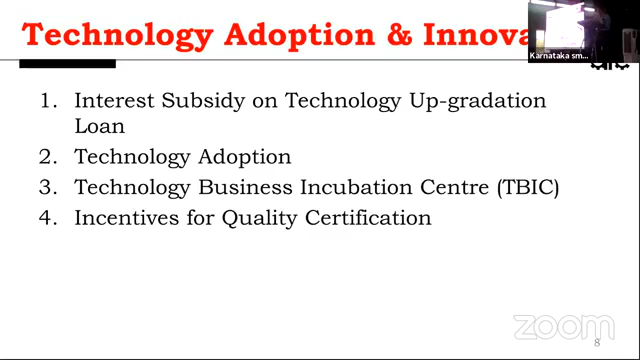 Technology Adoption & Innova
Karnataka sm...
1. Interest Subsidy on Technology Up-gradation
Loan
2. Technology Adoption
3. Technology Business Incubation Centre (TBIC)
4. Incentives for Quality Certification
zoom
8